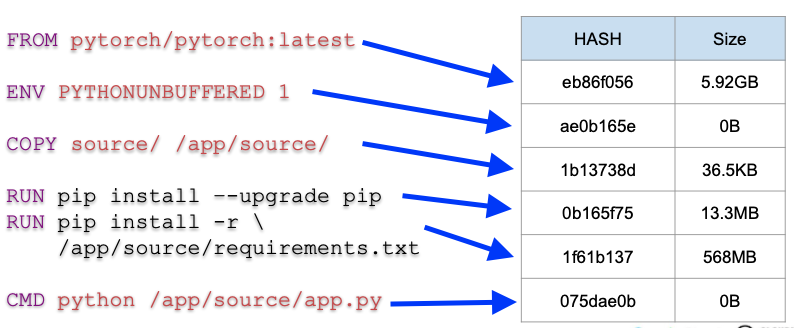 FROM pytorch/pytorch:latest
ENV PYTHONUNBUFFERED 1
COPY source/ /app/source/
RUN pip install --upgrade pip
RUN pip install -r \
/app/source/requirements.txt
CMD python /app/source/app.py
HASH Size
eb86f056 5.92GB
ae0b165e 0B
1b13738d 36.5KB
0b165f75 13.3MB
1f61b137 568MB
075dae0b 0B